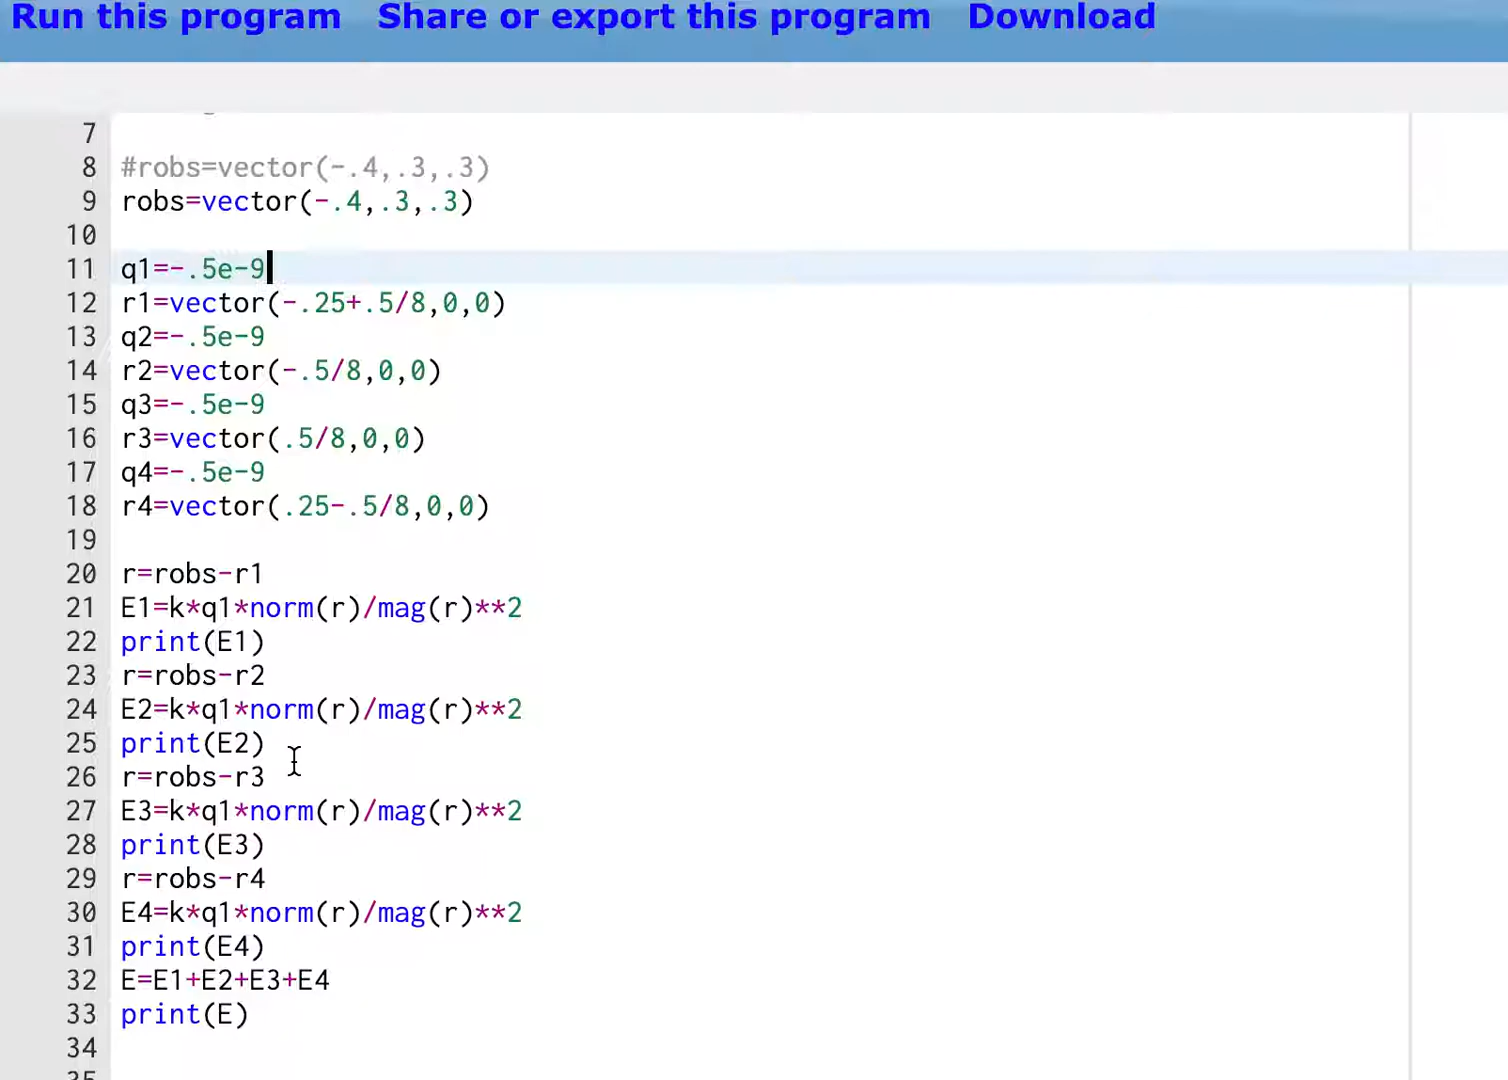 Run this program Share or export this program Download
7
8 #robs=vector(-.4,.3,.3)
9 robs=vector(-.4,.3,.3)
10
11 q1=-.5e-9
12 r1=vector(-.25+.5/8,0,0)
13 q2=-.5e-9
14 r2=vector(-.5/8,0,0)
15 q3=-.5e-9
16 r3=vector(.5/8,0,0)
17 q4=-.5e-9
18 r4=vector(.25-.5/8,0,0)
19
20 r=robs-r1
21 E1=k*q1*norm(r)/mag(r)**2
22 print(E1)
23 r=robs-r2
24 E2=k*q1*norm(r)/mag(r)**2
25 print(E2)
26 r=robs-r3
27 E3=k*q1*norm(r)/mag(r)**2
28 print(E3)
29 r=robs-r4
30 E4=k*q1*norm(r)/mag(r)**2
31 print(E4)
32 E=E1+E2+E3+E4
33 print(E)
34
35